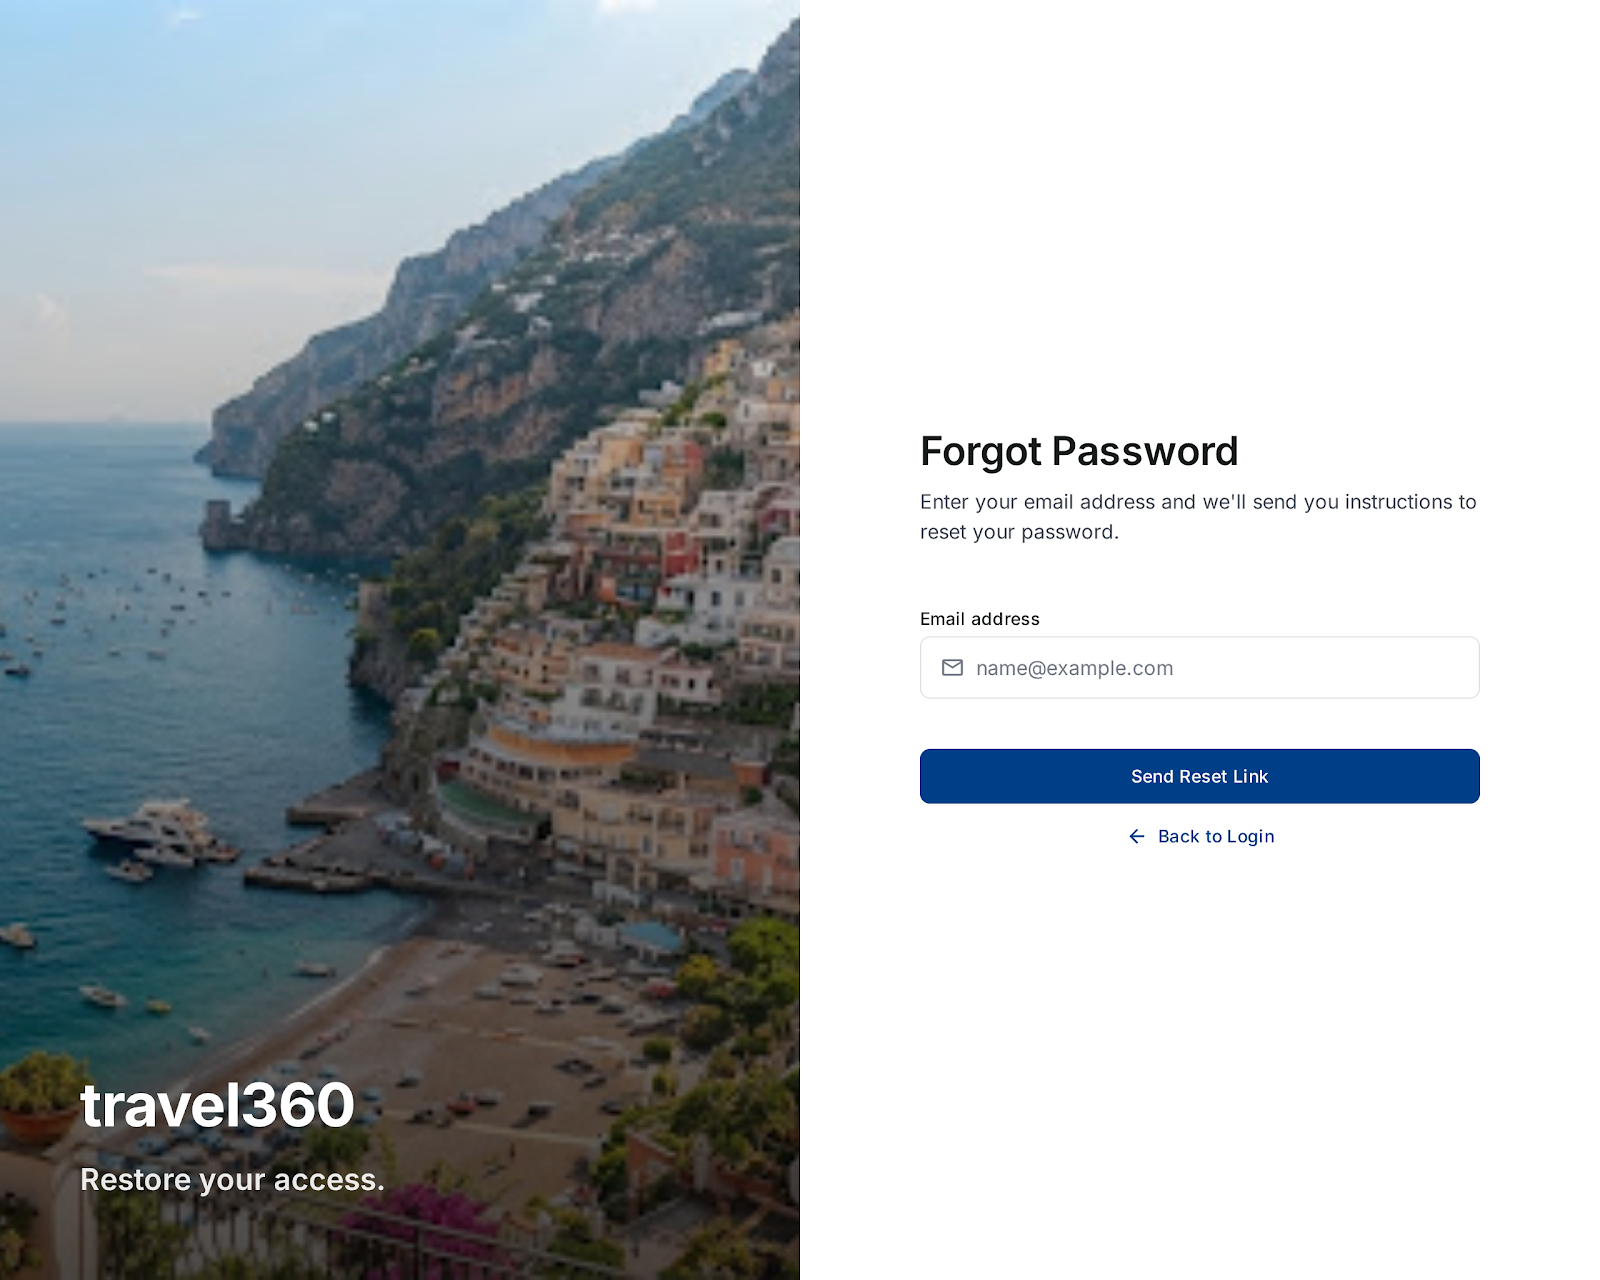 travel360
Restore your access.
Forgot Password
Enter your email address and we'll send you instructions to
reset your password.
Email address
name@example.com
Send Reset Link
Back to Login